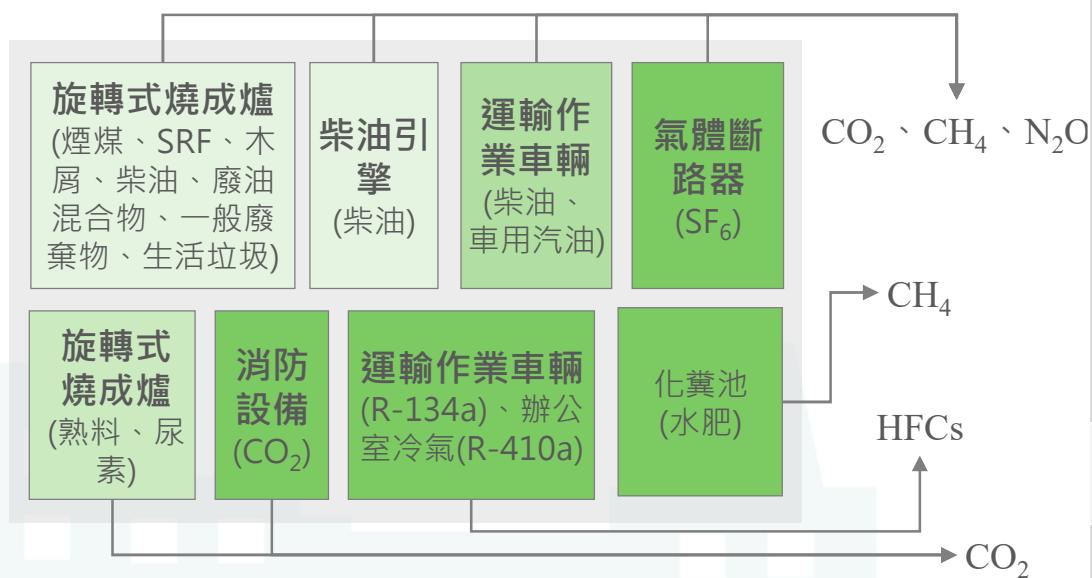 旋轉式燒成爐
(煙煤、SRF、木
屑、柴油、廢油
混合物、一般廢
棄物、生活垃圾)
柴油引
擎
(柴油)
運輸作
業車輛
(柴油、
車用汽油)
氣體斷
路器
(SF₆)
CO₂、CH₄、N₂O
旋轉式
燒成爐
(熟料、尿
素)
消防
設備
(CO₂)
運輸作業車輛
(R-134a)、辦公
室冷氣(R-410a)
化糞池
(水肥)
CH₄
HFCs
CO₂